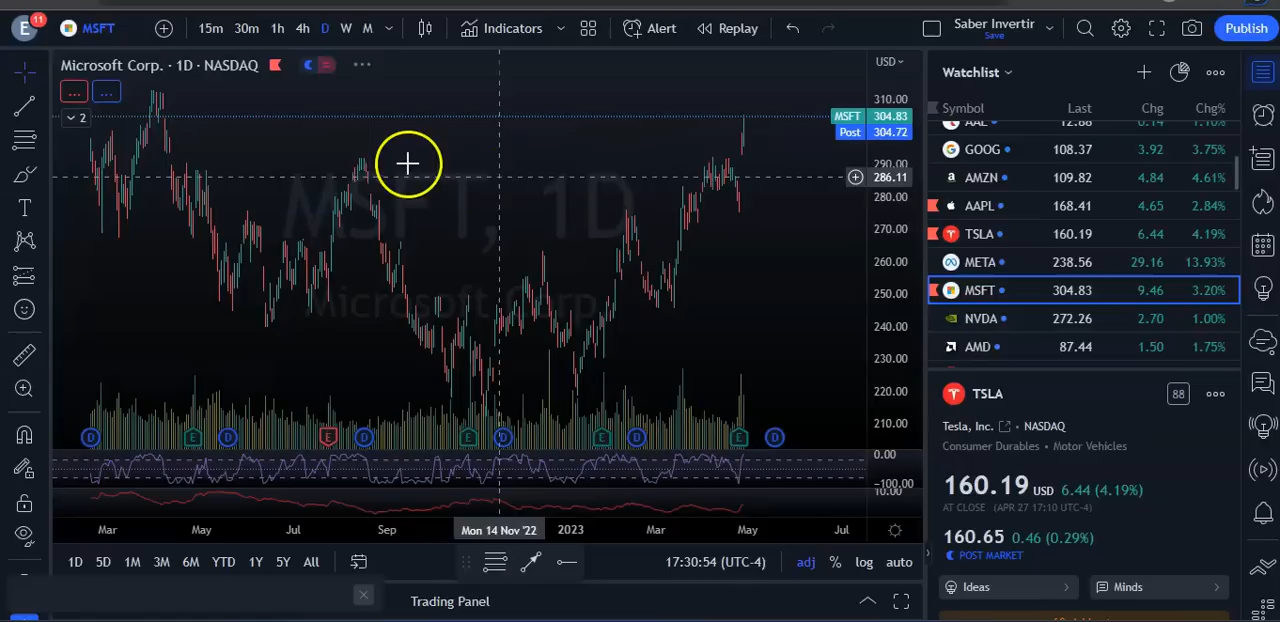 E 11 MSFT 15m 30m 1h 4h D W M Indicators Alert Replay Saber Invertir Save Publish
Microsoft Corp. · 1D · NASDAQ
... ...
2
MSFT, 1D
Microsoft Corp.
USD
310.00
MSFT 304.83
Post 304.72
290.00
286.11
280.00
270.00
260.00
250.00
240.00
230.00
220.00
210.00
D E D E D E D E D E D
0.00
−100.00
10.00
Mar May Jul Sep Mon 14 Nov '22 2023 Mar May Jul
1D 5D 1M 3M 6M YTD 1Y 5Y All 17:30:54 (UTC-4) adj % log auto
Trading Panel
Watchlist
Symbol Last Chg Chg%
AAL 12.88 0.14 1.10%
GOOG 108.37 3.92 3.75%
AMZN 109.82 4.84 4.61%
AAPL 168.41 4.65 2.84%
TSLA 160.19 6.44 4.19%
META 238.56 29.16 13.93%
MSFT 304.83 9.46 3.20%
NVDA 272.26 2.70 1.00%
AMD 87.44 1.50 1.75%
TSLA 88
Tesla, Inc. · NASDAQ
Consumer Durables · Motor Vehicles
160.19 USD 6.44 (4.19%)
AT CLOSE (APR 27 17:10 UTC-4)
160.65 0.46 (0.29%)
POST MARKET
Ideas Minds